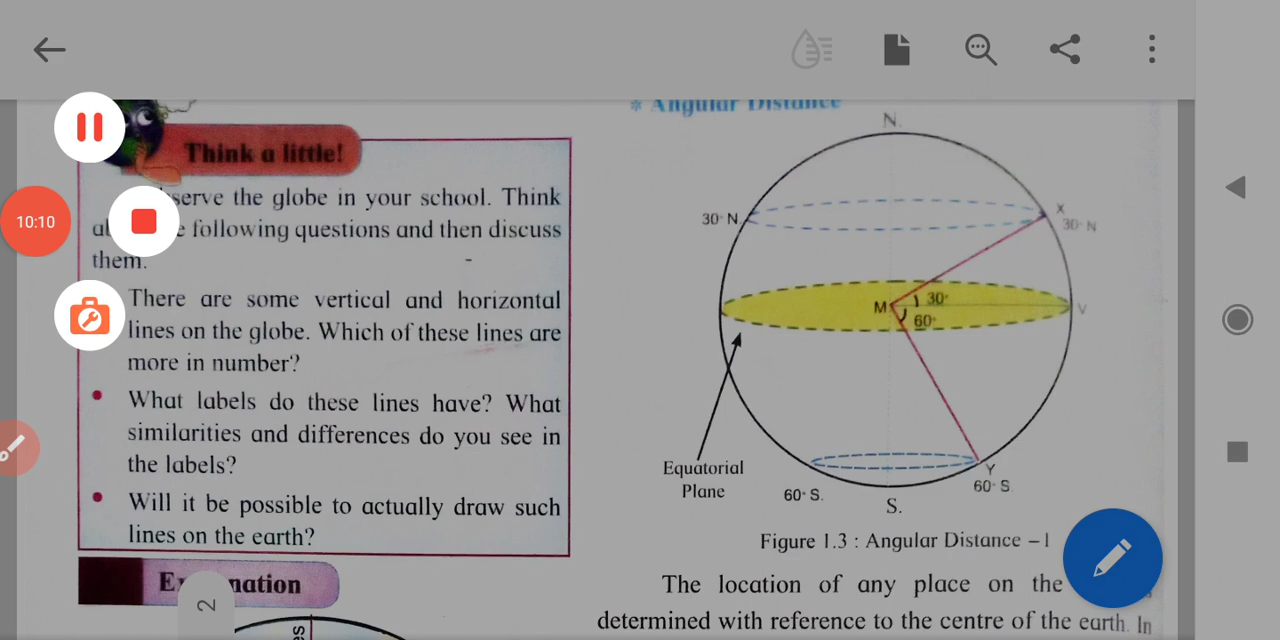 10:10
Think a little!
serve the globe in your school. Think
following questions and then discuss
them.
There are some vertical and horizontal
lines on the globe. Which of these lines are
more in number?
• What labels do these lines have? What
similarities and differences do you see in
the labels?
• Will it be possible to actually draw such
lines on the earth?
nation
2
* Angular Distance
N.
30° N
X
30° N
M
30°
60°
V
Equatorial
Plane
60° S.
Y
60° S
S.
Figure 1.3 : Angular Distance – I
The location of any place on the
determined with reference to the centre of the earth. In